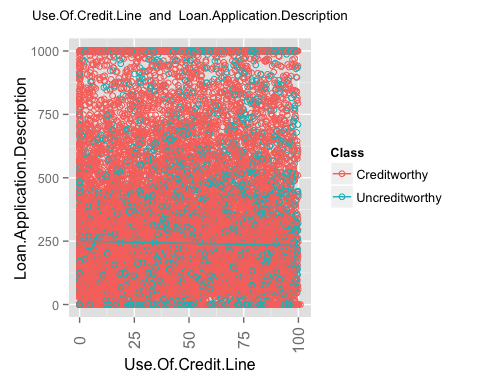 Use.Of.Credit.Line and Loan.Application.Description
1000
750
500
250
0
Loan.Application.Description
0
25
50
75
100
Use.Of.Credit.Line
Class
Creditworthy
Uncreditworthy